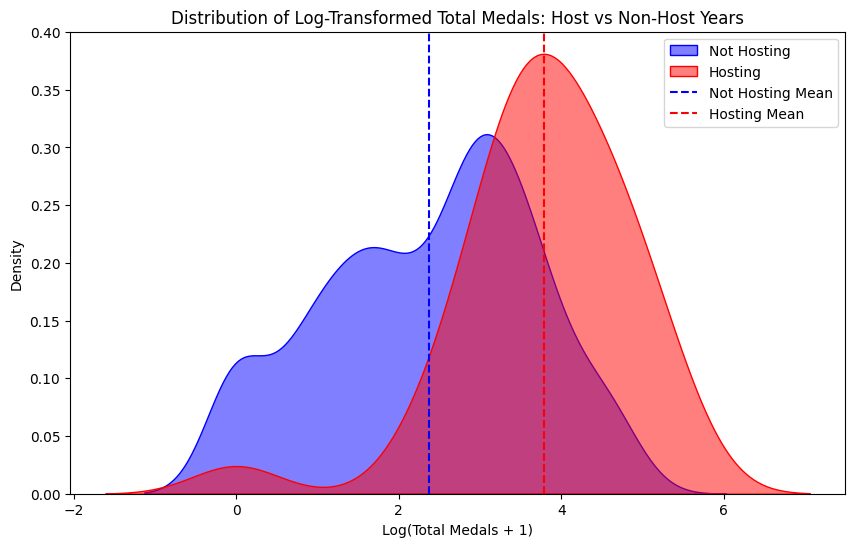 Distribution of Log-Transformed Total Medals: Host vs Non-Host Years
0.40
0.35
0.30
0.25
0.20
0.15
0.10
0.05
0.00
Density
Not Hosting
Hosting
Not Hosting Mean
Hosting Mean
−2 0 2 4 6
Log(Total Medals + 1)